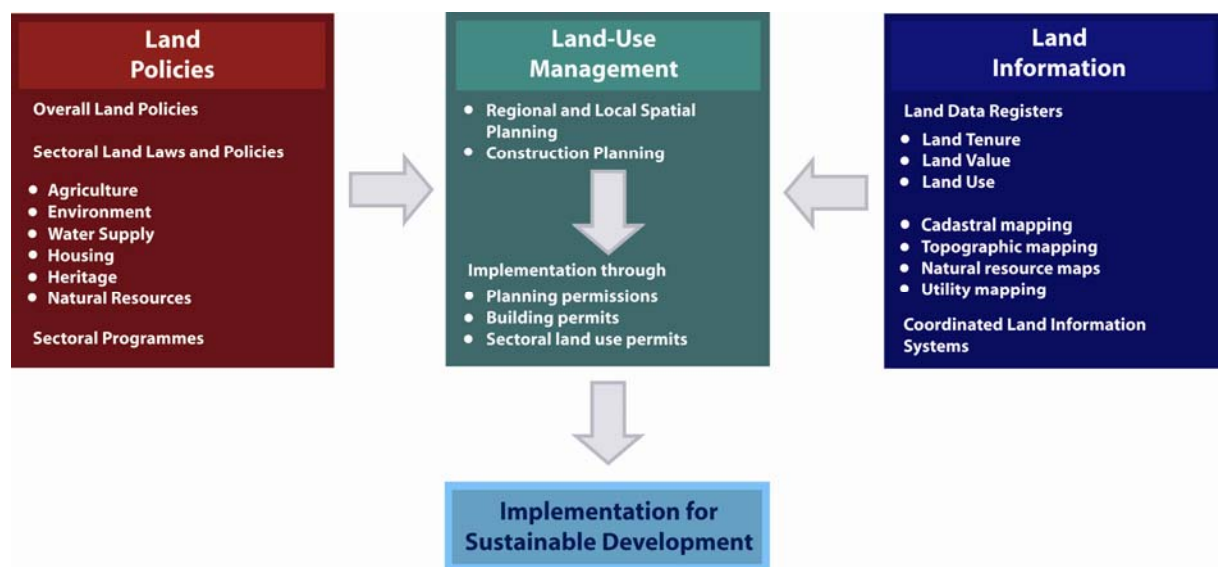 Land
Policies
Overall Land Policies
Sectoral Land Laws and Policies
● Agriculture
● Environment
● Water Supply
● Housing
● Heritage
● Natural Resources
Sectoral Programmes
Land-Use
Management
● Regional and Local Spatial
Planning
● Construction Planning
Implementation through
● Planning permissions
● Building permits
● Sectoral land use permits
Land
Information
Land Data Registers
● Land Tenure
● Land Value
● Land Use
● Cadastral mapping
● Topographic mapping
● Natural resource maps
● Utility mapping
Coordinated Land Information
Systems
Implementation for
Sustainable Development